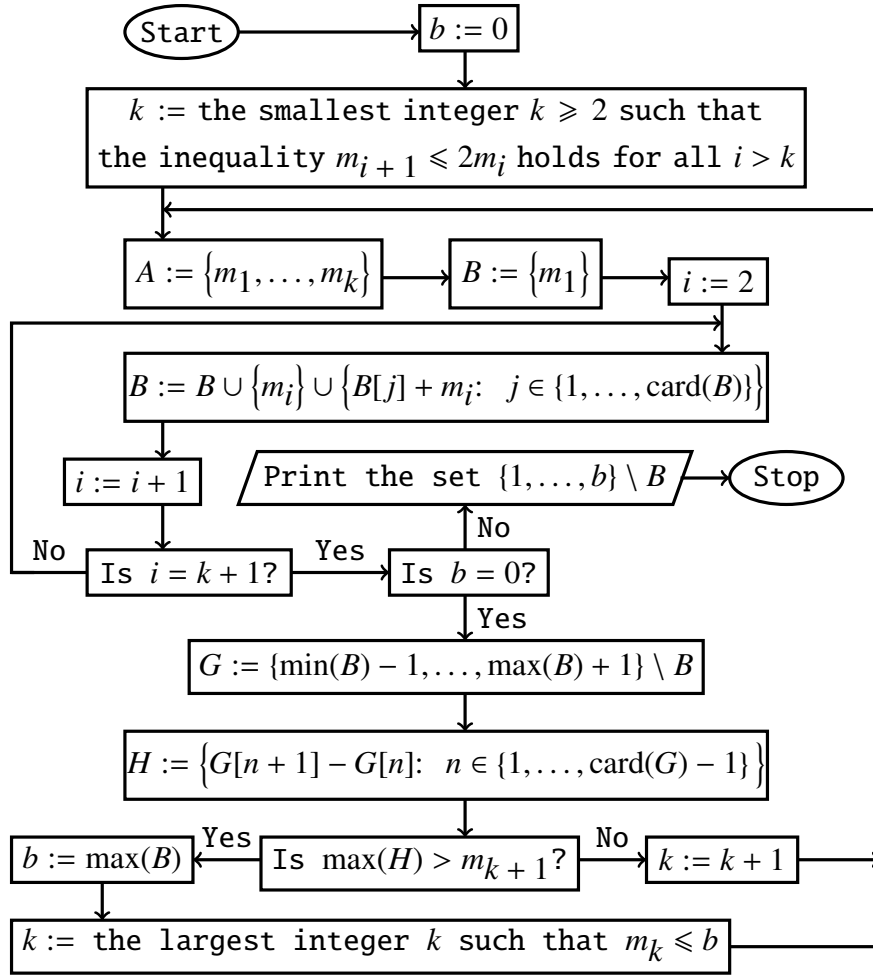 Start
b := 0
k := the smallest integer k ⩾ 2 such that
the inequality m_{i+1} ⩽ 2m_i holds for all i > k
A := {m_1, …, m_k}
B := {m_1}
i := 2
B := B ∪ {m_i} ∪ {B[j] + m_i: j ∈ {1, …, card(B)}}
i := i + 1
Print the set {1, …, b} \ B
Stop
No
Is i = k + 1?
Yes
Is b = 0?
No
Yes
G := {min(B) − 1, …, max(B) + 1} \ B
H := {G[n + 1] − G[n]: n ∈ {1, …, card(G) − 1}}
b := max(B)
Yes
Is max(H) > m_{k+1}?
No
k := k + 1
k := the largest integer k such that m_k ⩽ b